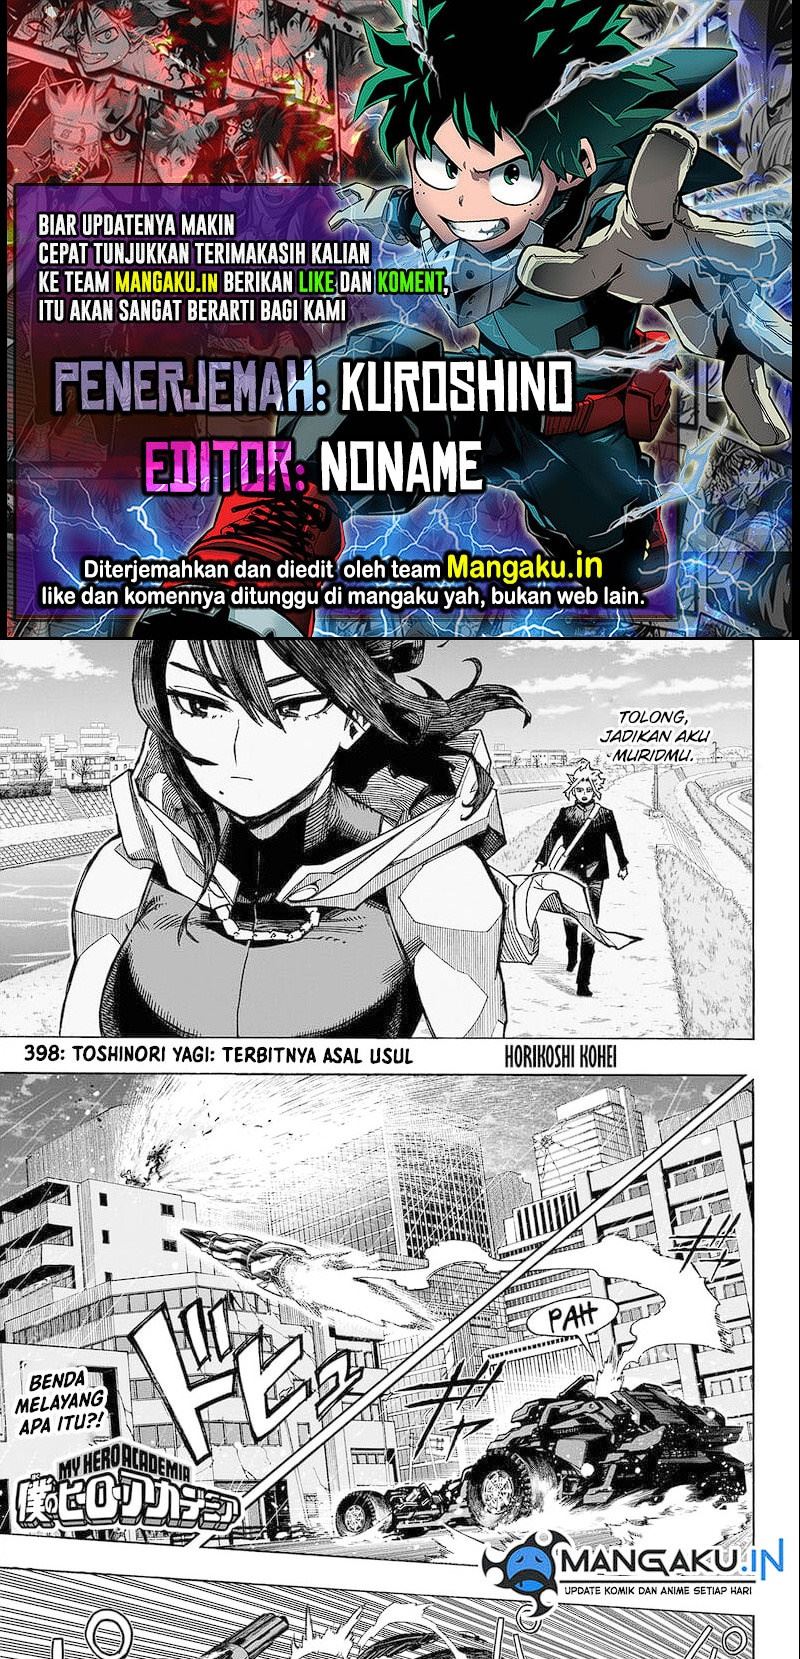 BIAR UPDATENYA MAKIN
CEPAT TUNJUKKAN TERIMAKASIH KALIAN
KE TEAM MANGAKU.IN BERIKAN LIKE DAN KOMENT,
ITU AKAN SANGAT BERARTI BAGI KAMI
PENERJEMAH: KUROSHINO
EDITOR: NONAME
Diterjemahkan dan diedit oleh team Mangaku.in
like dan komennya ditunggu di mangaku yah, bukan web lain.
TOLONG,
JADIKAN AKU
MURIDMU.
398: TOSHINORI YAGI: TERBITNYA ASAL USUL
HORIKOSHI KOHEI
PAH
ドヒュ
BENDA
MELAYANG
APA ITU?!
MY HERO ACADEMIA
僕のヒーローアカデミア
MANGAKU.IN
UPDATE KOMIK DAN ANIME SETIAP HARI